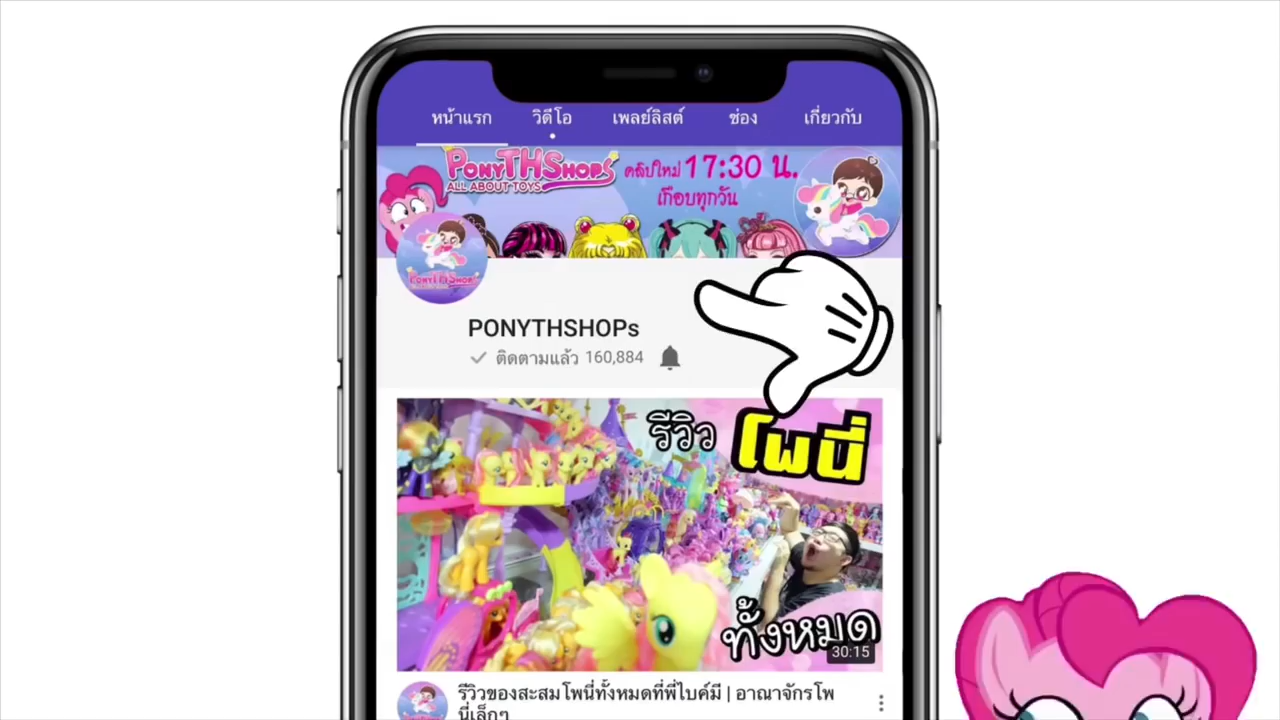 หน้าแรก วิดีโอ เพลย์ลิสต์ ช่อง เกี่ยวกับ
PONYTHSHOPS
ALL ABOUT TOYS
คลิปใหม่ 17:30 น.
เกือบทุกวัน
PONYTHSHOPS
PONYTHSHOPs
ติดตามแล้ว 160,884
รีวิว โพนี่
ทั้งหมด
30:15
รีวิวของสะสมโพนี่ทั้งหมดที่พี่ไบค์มี | อาณาจักรโพ
นี่เล็กๆ